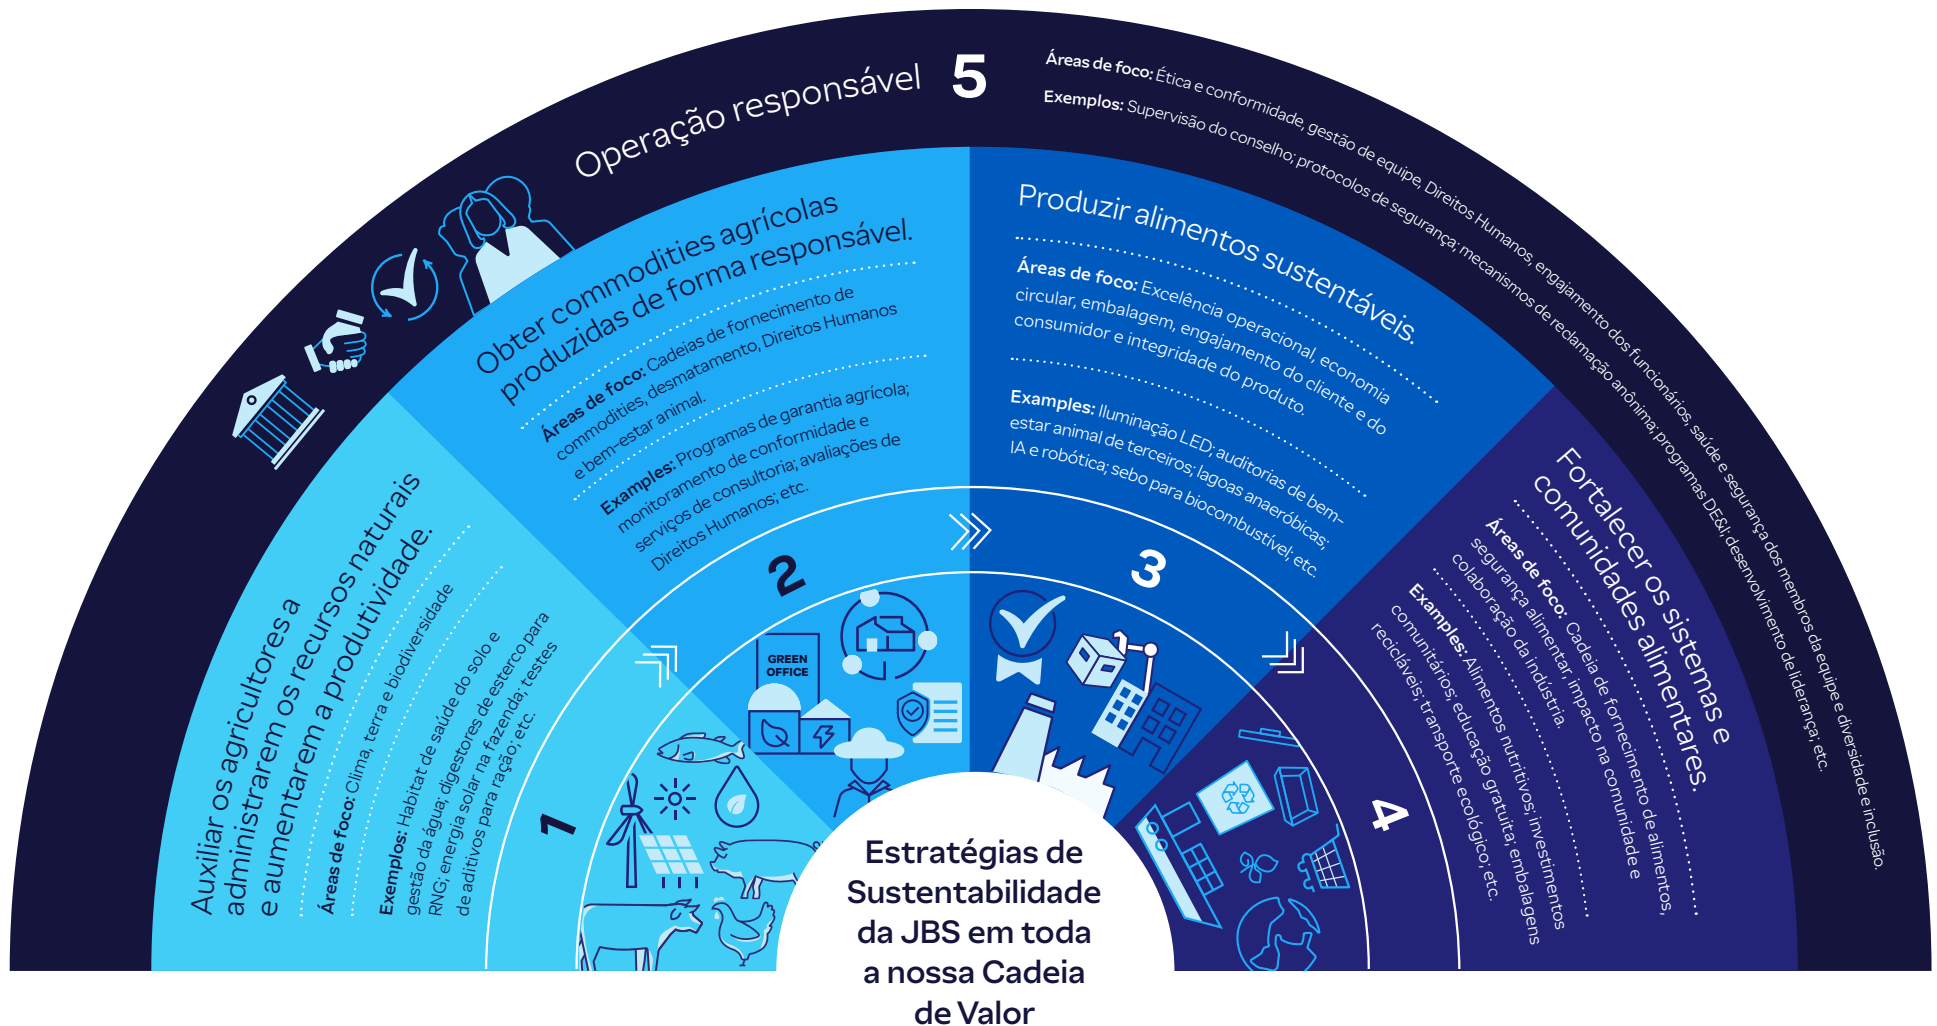 Operação responsável
5
Áreas de foco: Ética e conformidade, gestão de equipe, Direitos Humanos, engajamento dos funcionários, saúde e segurança dos membros da equipe e diversidade e inclusão.
Exemplos: Supervisão do conselho; protocolos de segurança; mecanismos de reclamação anônima; programas DE&I; desenvolvimento de liderança; etc.
Auxiliar os agricultores a
administrarem os recursos naturais
e aumentarem a produtividade.
Áreas de foco: Clima, terra e biodiversidade
Exemplos: Habitat de saúde do solo e
gestão da água; digestores de esterco para
RNG; energia solar na fazenda; testes
de aditivos para ração; etc.
1
Obter commodities agrícolas
produzidas de forma responsável.
Áreas de foco: Cadeias de fornecimento de
commodities, desmatamento, Direitos Humanos
e bem-estar animal.
Examples: Programas de garantia agrícola;
monitoramento de conformidade e
serviços de consultoria; avaliações de
Direitos Humanos; etc.
2
GREEN
OFFICE
Produzir alimentos sustentáveis.
Áreas de foco: Excelência operacional, economia
circular, embalagem, engajamento do cliente e do
consumidor e integridade do produto.
Examples: Iluminação LED; auditorias de bem-
estar animal de terceiros; lagoas anaeróbicas;
IA e robótica; sebo para biocombustível; etc.
3
Fortalecer os sistemas e
comunidades alimentares.
Áreas de foco: Cadeia de fornecimento de alimentos,
segurança alimentar, impacto na comunidade e
colaboração da indústria.
Examples: Alimentos nutritivos; investimentos
comunitários; educação gratuita; embalagens
recicláveis; transporte ecológico; etc.
4
Estratégias de
Sustentabilidade
da JBS em toda
a nossa Cadeia
de Valor